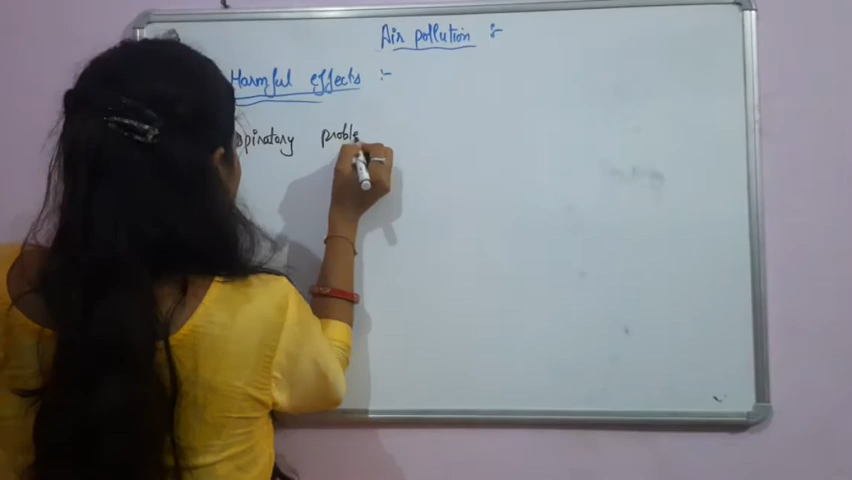 Air pollution :-
Harmful effects :-
spiratory proble